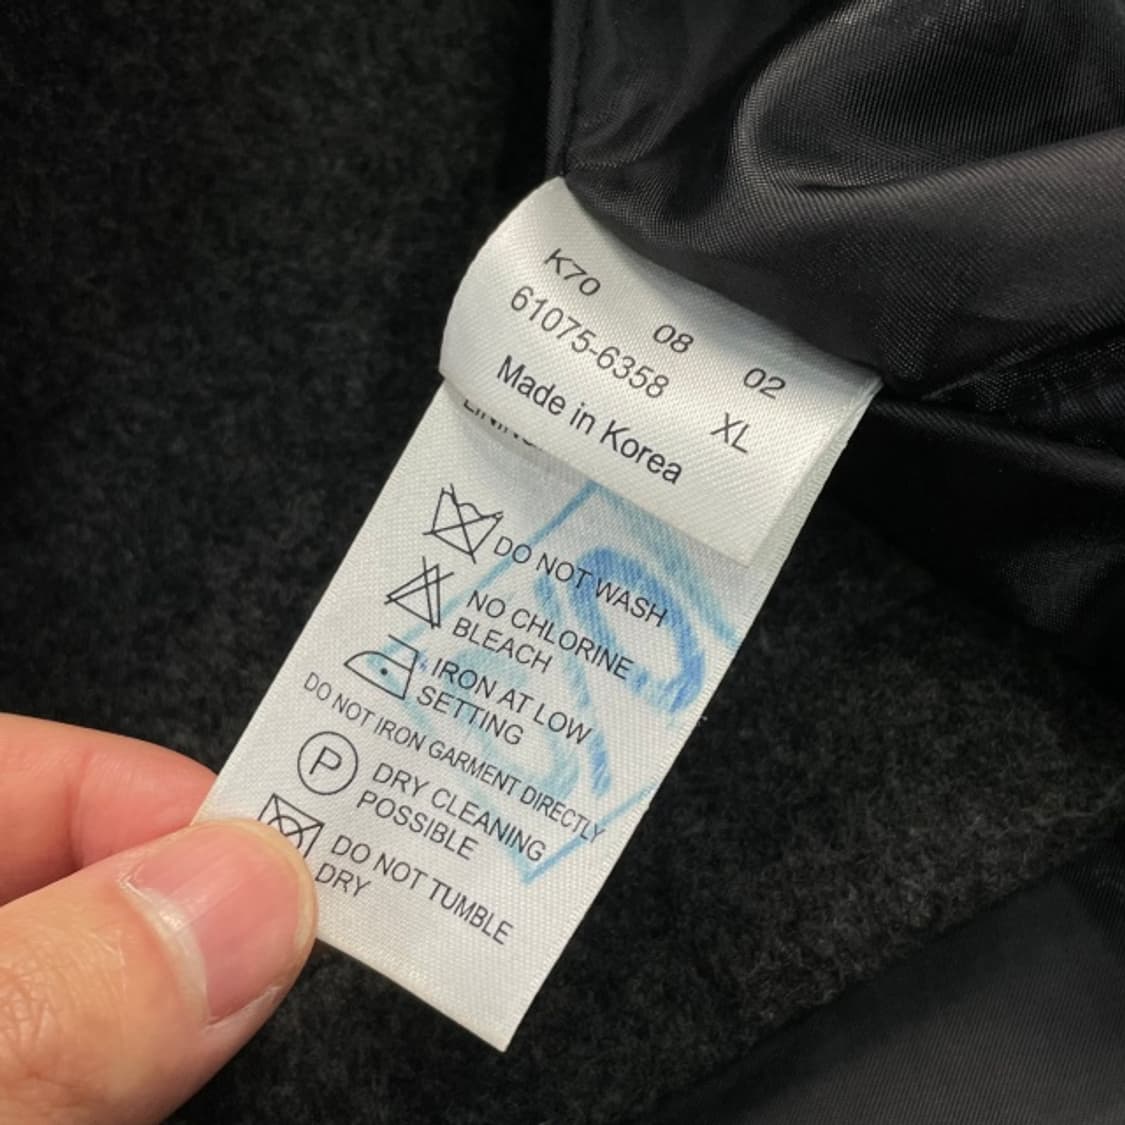 K70 08 02
61075-6358 XL
Made in Korea
LINING
DO NOT WASH
NO CHLORINE
BLEACH
IRON AT LOW
SETTING
DO NOT IRON GARMENT DIRECTLY
P
DRY CLEANING
POSSIBLE
DO NOT TUMBLE
DRY